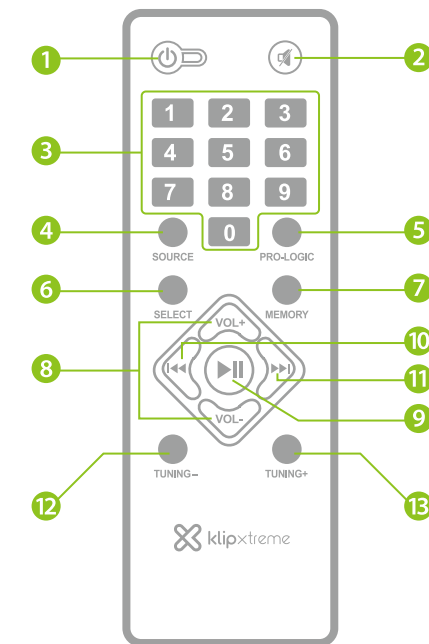 1 2
1 2 3
3
4 5 6
7 8 9
4 0 5
SOURCE PRO-LOGIC
6 7
SELECT MEMORY
VOL+
10
8 11
9
VOL-
TUNING− TUNING+
12 13
klipxtreme